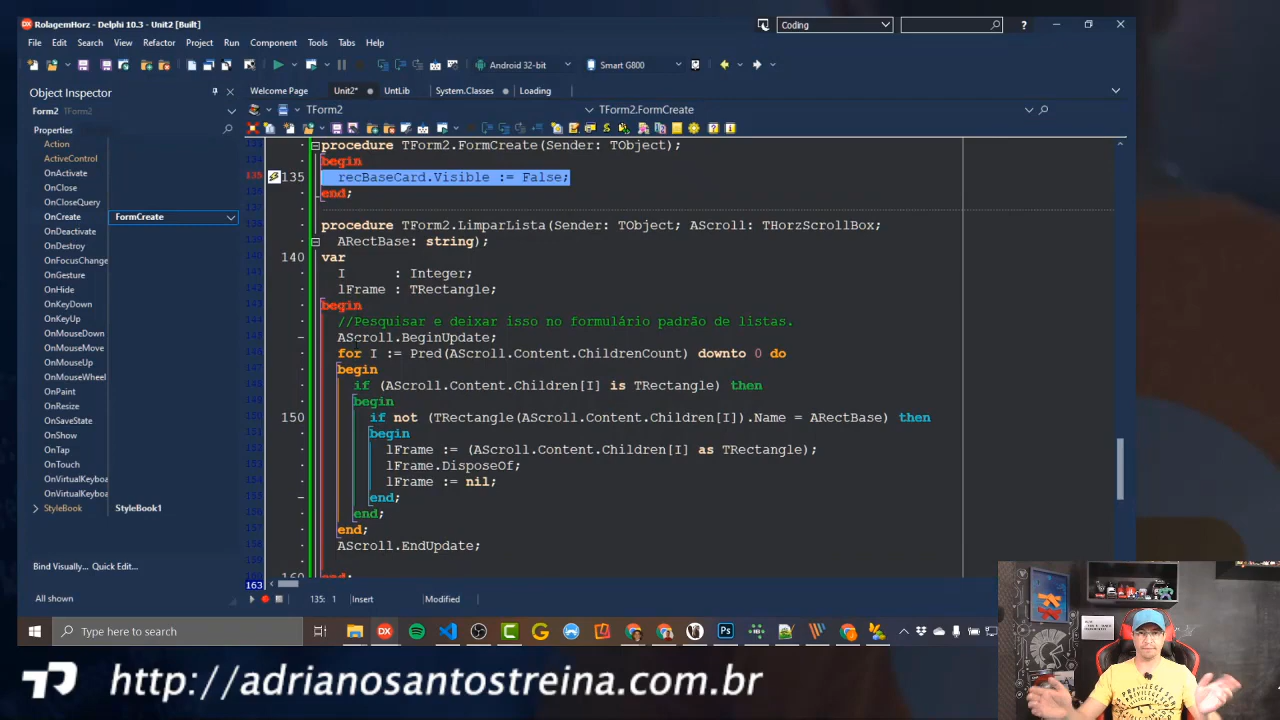 RolagemHorz - Delphi 10.3 - Unit2 [Built]
Coding
File Edit Search View Refactor Project Run Component Tools Tabs Help
Android 32-bit
Smart G800
Object Inspector
Form2 TForm2
Properties
Action
ActiveControl
OnActivate
OnClose
OnCloseQuery
OnCreate FormCreate
OnDeactivate
OnDestroy
OnFocusChange
OnGesture
OnHide
OnKeyDown
OnKeyUp
OnMouseDown
OnMouseMove
OnMouseUp
OnMouseWheel
OnPaint
OnResize
OnSaveState
OnShow
OnTap
OnTouch
OnVirtualKeyboa
OnVirtualKeyboa
StyleBook StyleBook1
Bind Visually... Quick Edit...
All shown
Welcome Page Unit2* UntLib System.Classes Loading
TForm2 TForm2.FormCreate
procedure TForm2.FormCreate(Sender: TObject);
begin
135 recBaseCard.Visible := False;
end;
procedure TForm2.LimparLista(Sender: TObject; AScroll: THorzScrollBox;
ARectBase: string);
140 var
I : Integer;
lFrame : TRectangle;
begin
//Pesquisar e deixar isso no formulário padrão de listas.
AScroll.BeginUpdate;
for I := Pred(AScroll.Content.ChildrenCount) downto 0 do
begin
if (AScroll.Content.Children[I] is TRectangle) then
begin
150 if not (TRectangle(AScroll.Content.Children[I]).Name = ARectBase) then
begin
lFrame := (AScroll.Content.Children[I] as TRectangle);
lFrame.DisposeOf;
lFrame := nil;
end;
end;
end;
AScroll.EndUpdate;
160 end;
163
135: 1 Insert Modified
Type here to search
http://adrianosantostreina.com.br